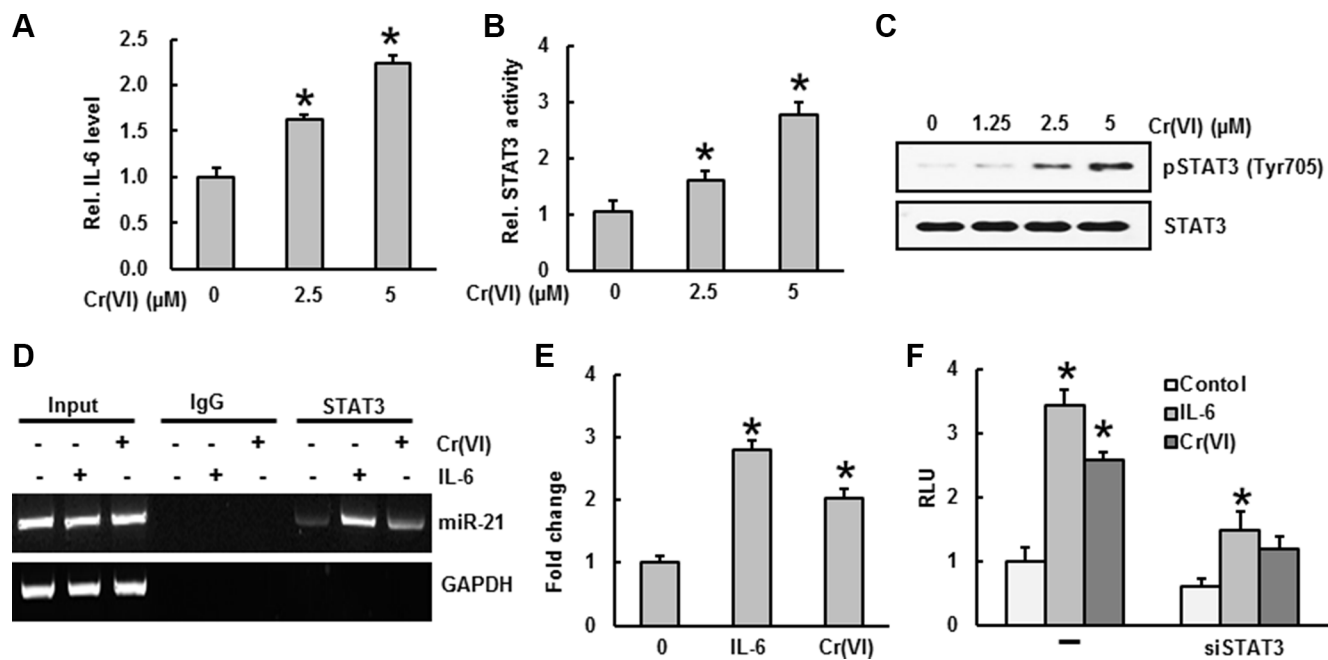 A
Rel. IL-6 level
2.5
2.0
1.5
1.0
0.5
0.0
*
*
Cr(VI) (µM)
0
2.5
5
B
Rel. STAT3 activity
4
3
2
1
0
*
*
Cr(VI) (µM)
0
2.5
5
C
0 1.25 2.5 5 Cr(VI) (µM)
pSTAT3 (Tyr705)
STAT3
D
Input IgG STAT3
- - + - - + - - + Cr(VI)
- + - - + - - + - IL-6
miR-21
GAPDH
E
Fold change
4
3
2
1
0
*
*
0 IL-6 Cr(VI)
F
RLU
4
3
2
1
0
*
*
*
Contol
IL-6
Cr(VI)
– siSTAT3